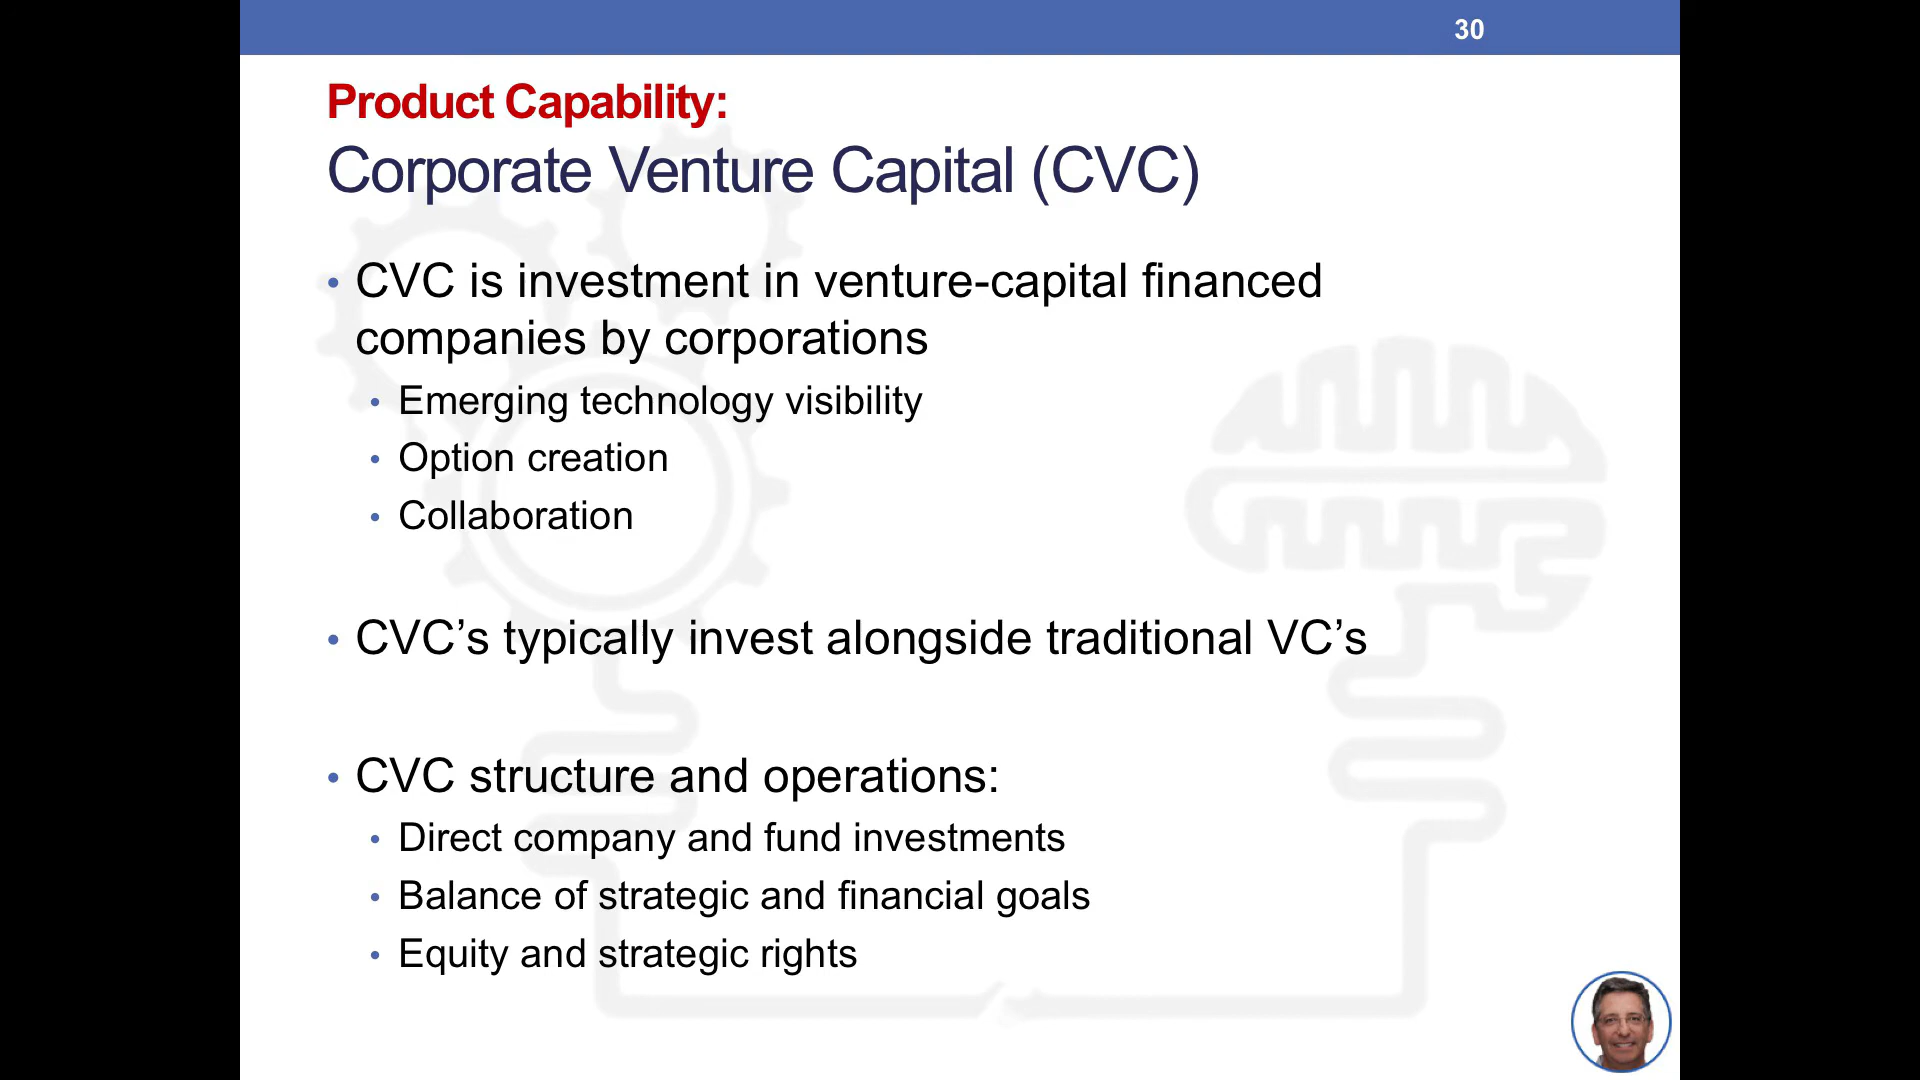 30
Product Capability:
Corporate Venture Capital (CVC)
• CVC is investment in venture-capital financed
companies by corporations
• Emerging technology visibility
• Option creation
• Collaboration
• CVC’s typically invest alongside traditional VC’s
• CVC structure and operations:
• Direct company and fund investments
• Balance of strategic and financial goals
• Equity and strategic rights